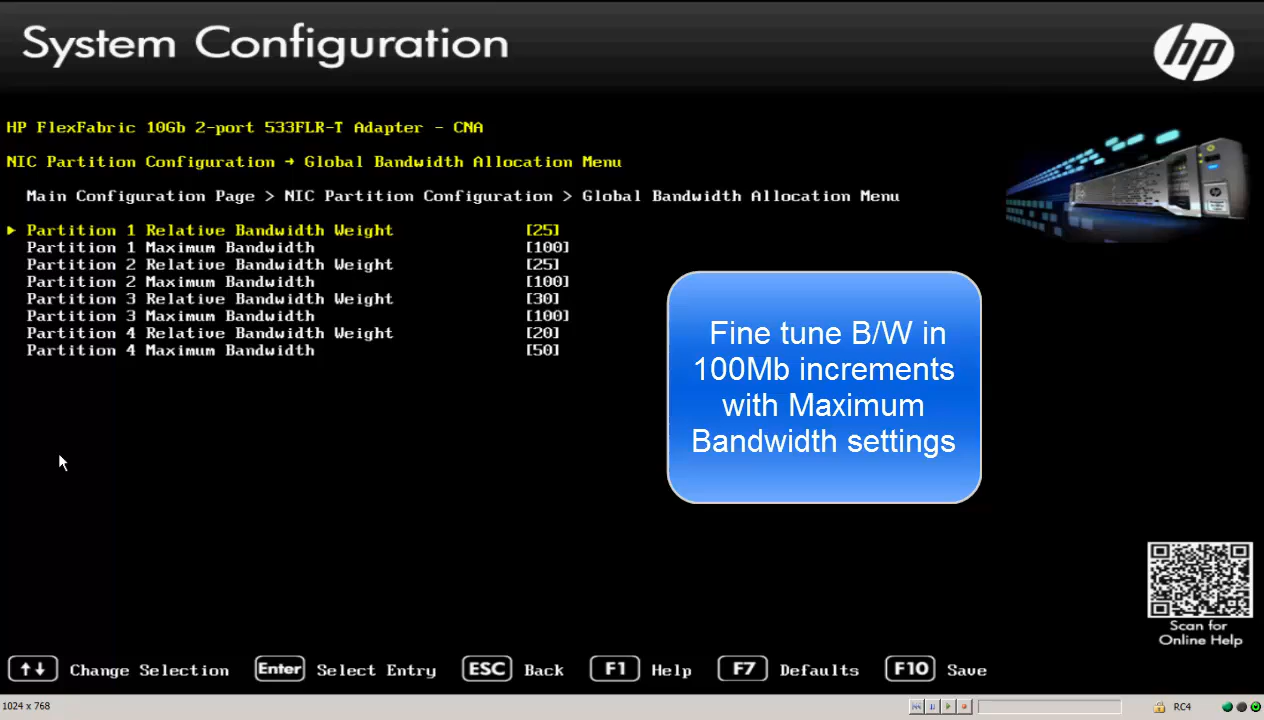 System Configuration
hp
HP FlexFabric 10Gb 2-port 533FLR-T Adapter - CNA
NIC Partition Configuration → Global Bandwidth Allocation Menu
Main Configuration Page > NIC Partition Configuration > Global Bandwidth Allocation Menu
Partition 1 Relative Bandwidth Weight [25]
Partition 1 Maximum Bandwidth [100]
Partition 2 Relative Bandwidth Weight [25]
Partition 2 Maximum Bandwidth [100]
Partition 3 Relative Bandwidth Weight [30]
Partition 3 Maximum Bandwidth [100]
Partition 4 Relative Bandwidth Weight [20]
Partition 4 Maximum Bandwidth [50]
Fine tune B/W in
100Mb increments
with Maximum
Bandwidth settings
Scan for
Online Help
↑↓ Change Selection Enter Select Entry ESC Back F1 Help F7 Defaults F10 Save
1024 x 768 RC4